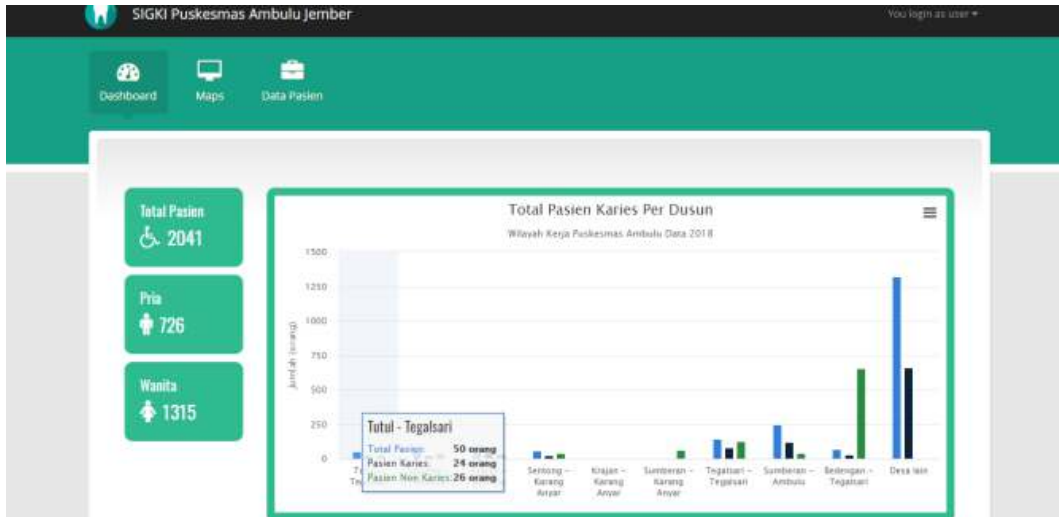 SIGKI Puskesmas Ambulu Jember
You login as user
Dashboard
Maps
Data Pasien
Total Pasien
2041
Pria
726
Wanita
1315
Total Pasien Karies Per Dusun
Wilayah Kerja Puskesmas Ambulu Data 2018
Jumlah (orang)
1500
1250
1000
750
500
250
0
Tutul - Tegalsari
Total Pasien: 50 orang
Pasien Karies: 24 orang
Pasien Non Karies: 26 orang
Sentong - Karang Anyar
Krajan - Karang Anyar
Sumberan - Karang Anyar
Tegalsari - Tegalsari
Sumberan - Ambulu
Bedengan - Tegalsari
Desa lain